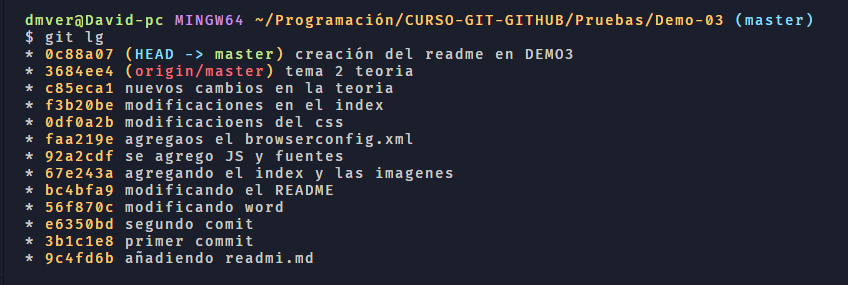 dmver@David-pc MINGW64 ~/Programación/CURSO-GIT-GITHUB/Pruebas/Demo-03 (master)
$ git lg
* 0c88a07 (HEAD -> master) creación del readme en DEMO3
* 3684ee4 (origin/master) tema 2 teoria
* c85eca1 nuevos cambios en la teoria
* f3b20be modificaciones en el index
* 0df0a2b modificacioens del css
* faa219e agregaos el browserconfig.xml
* 92a2cdf se agrego JS y fuentes
* 67e243a agregando el index y las imagenes
* bc4bfa9 modificando el README
* 56f870c modificando word
* e6350bd segundo comit
* 3b1c1e8 primer commit
* 9c4fd6b añadiendo readmi.md